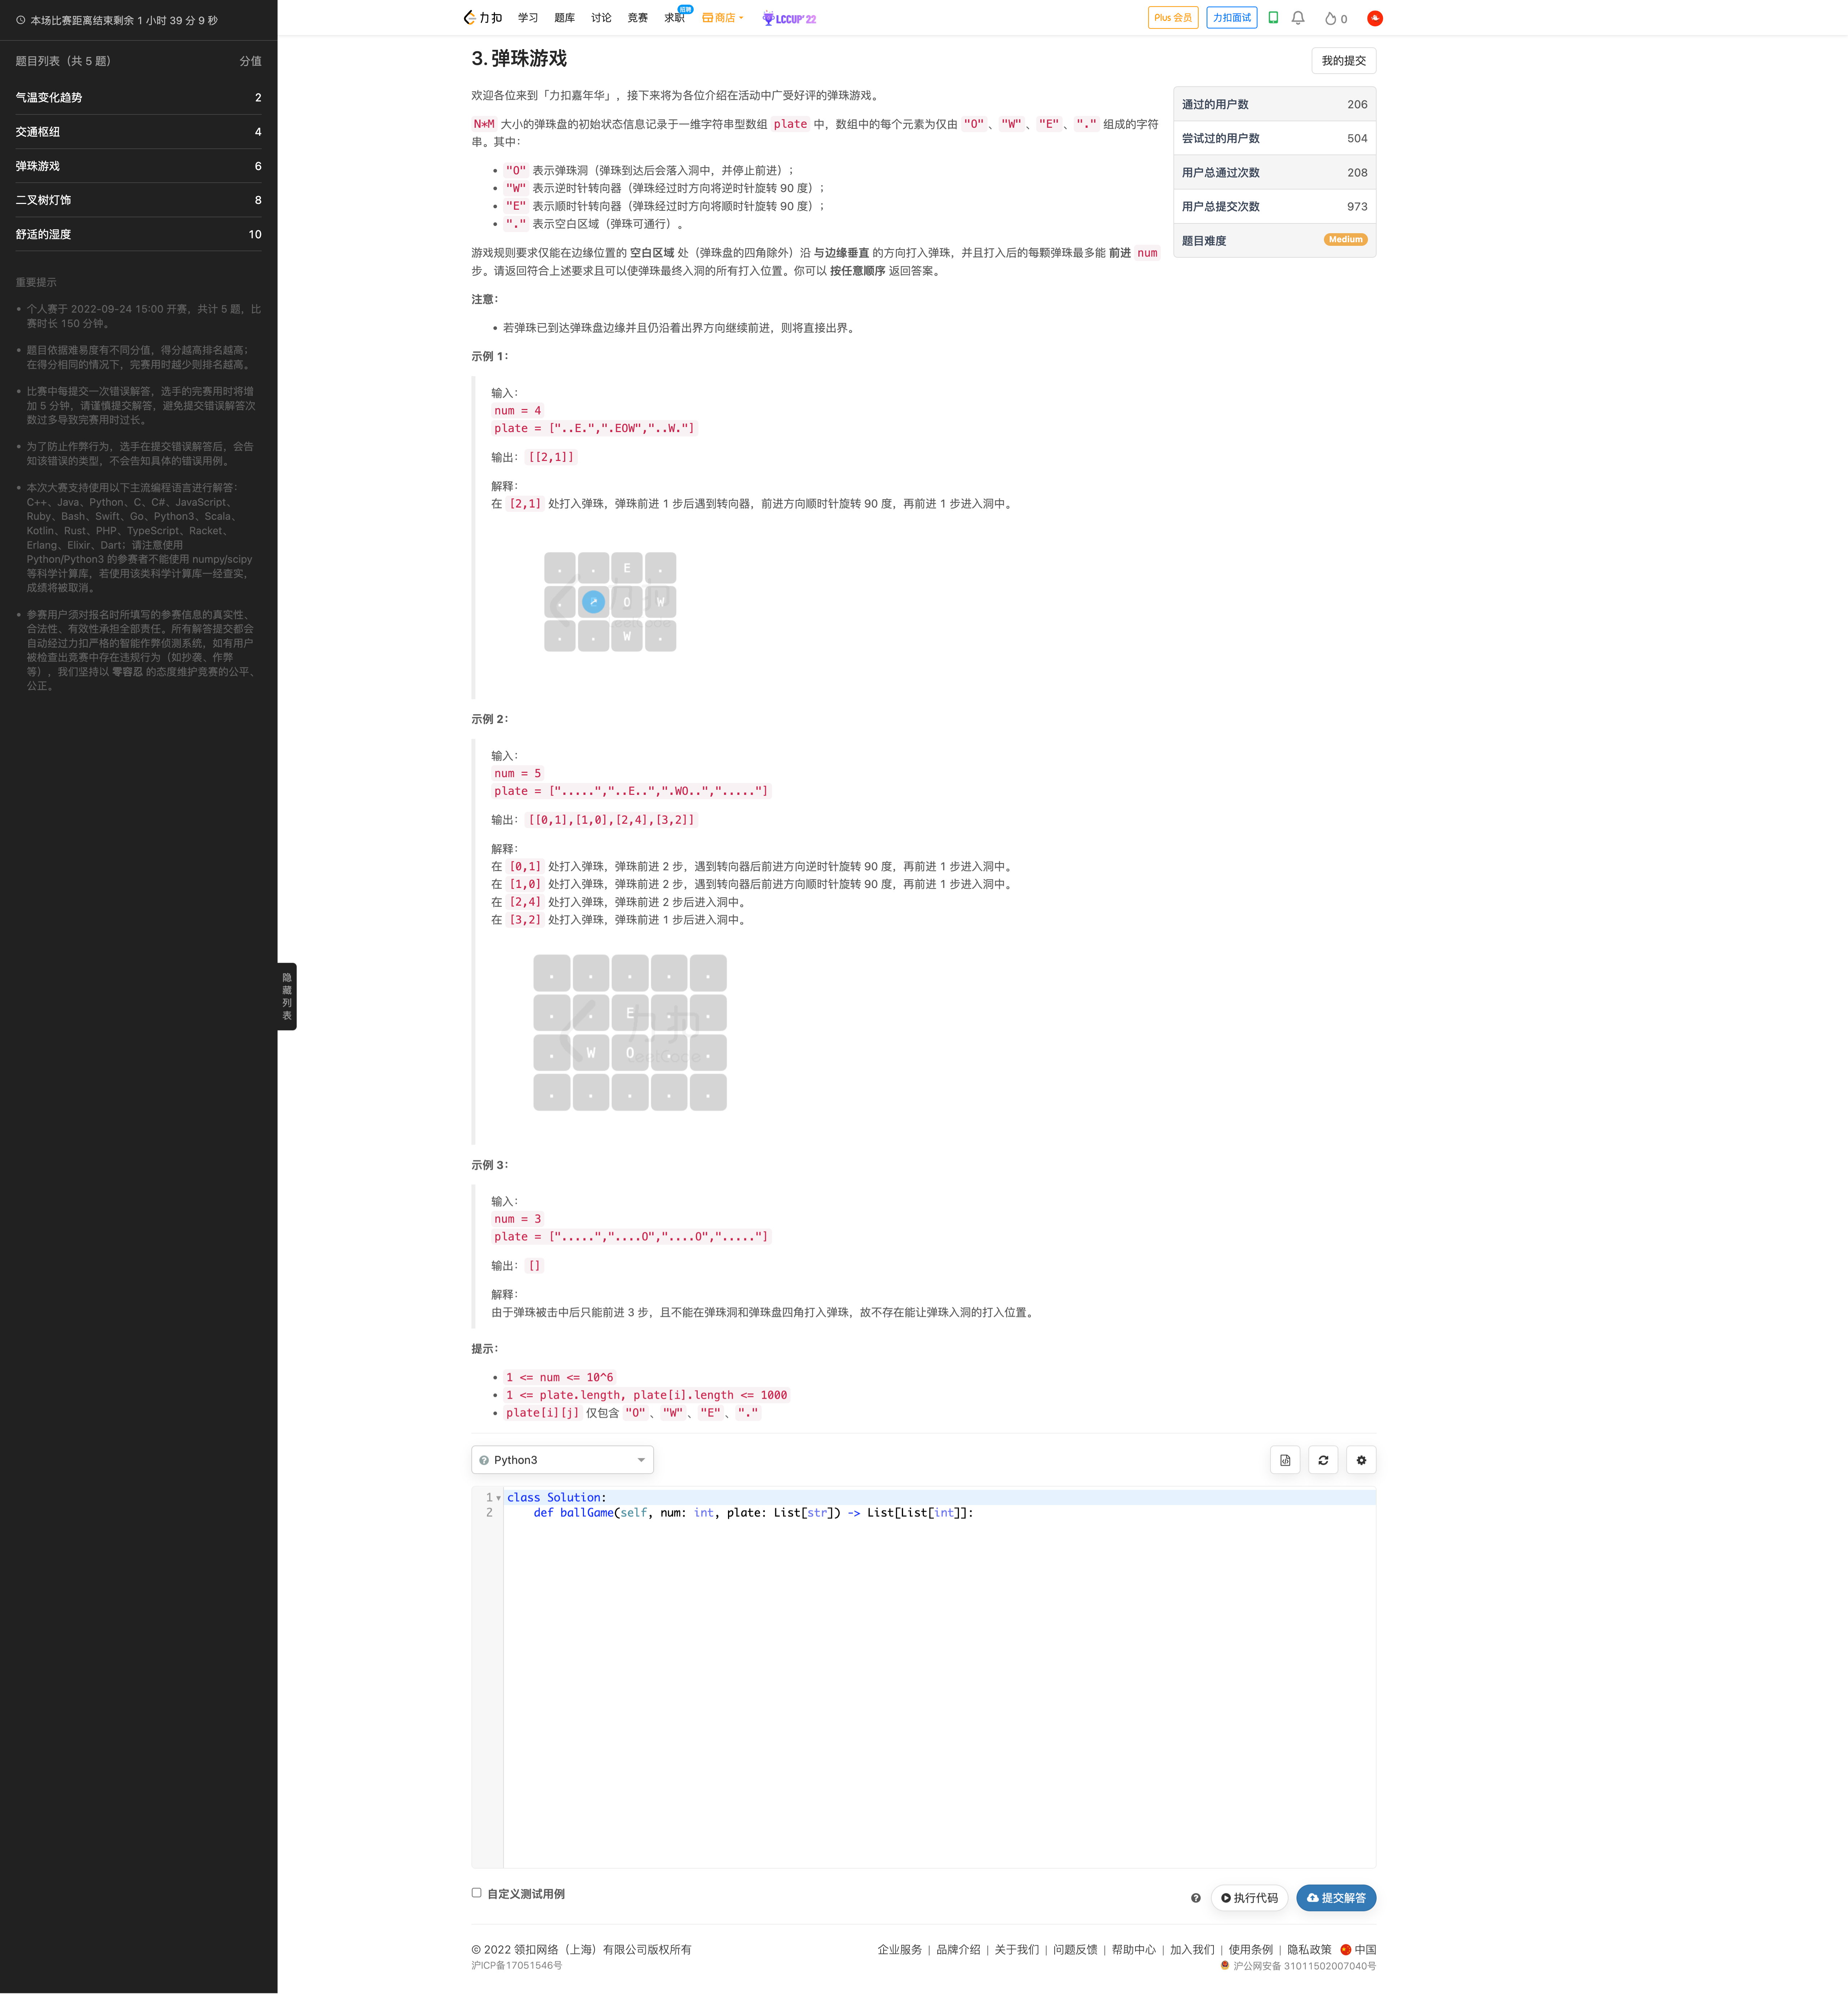 本场比赛距离结束剩余 1 小时 39 分 9 秒
题目列表（共 5 题） 分值
气温变化趋势 2
交通枢纽 4
弹珠游戏 6
二叉树灯饰 8
舒适的湿度 10
重要提示
个人赛于 2022-09-24 15:00 开赛，共计 5 题，比
赛时长 150 分钟。
题目依据难易度有不同分值，得分越高排名越高；
在得分相同的情况下，完赛用时越少则排名越高。
比赛中每提交一次错误解答，选手的完赛用时将增
加 5 分钟，请谨慎提交解答，避免提交错误解答次
数过多导致完赛用时过长。
为了防止作弊行为，选手在提交错误解答后，会告
知该错误的类型，不会告知具体的错误用例。
本次大赛支持使用以下主流编程语言进行解答：
C++、Java、Python、C、C#、JavaScript、
Ruby、Bash、Swift、Go、Python3、Scala、
Kotlin、Rust、PHP、TypeScript、Racket、
Erlang、Elixir、Dart；请注意使用
Python/Python3 的参赛者不能使用 numpy/scipy
等科学计算库，若使用该类科学计算库一经查实，
成绩将被取消。
参赛用户须对报名时所填写的参赛信息的真实性、
合法性、有效性承担全部责任。所有解答提交都会
自动经过力扣严格的智能作弊侦测系统，如有用户
被检查出竞赛中存在违规行为（如抄袭、作弊
等），我们坚持以 零容忍 的态度维护竞赛的公平、
公正。
隐藏列表
力扣 学习 题库 讨论 竞赛 求职 招聘 商店 LCCUP'22 Plus 会员 力扣面试 0
3. 弹珠游戏
我的提交
通过的用户数 206
尝试过的用户数 504
用户总通过次数 208
用户总提交次数 973
题目难度 Medium
欢迎各位来到「力扣嘉年华」，接下来将为各位介绍在活动中广受好评的弹珠游戏。
N*M 大小的弹珠盘的初始状态信息记录于一维字符串型数组 plate 中，数组中的每个元素为仅由 "O"、"W"、"E"、"." 组成的字符
串。其中：
"O" 表示弹珠洞（弹珠到达后会落入洞中，并停止前进）；
"W" 表示逆时针转向器（弹珠经过时方向将逆时针旋转 90 度）；
"E" 表示顺时针转向器（弹珠经过时方向将顺时针旋转 90 度）；
"." 表示空白区域（弹珠可通行）。
游戏规则要求仅能在边缘位置的 空白区域 处（弹珠盘的四角除外）沿 与边缘垂直 的方向打入弹珠，并且打入后的每颗弹珠最多能 前进 num
步。请返回符合上述要求且可以使弹珠最终入洞的所有打入位置。你可以 按任意顺序 返回答案。
注意：
若弹珠已到达弹珠盘边缘并且仍沿着出界方向继续前进，则将直接出界。
示例 1：
输入：
num = 4
plate = ["..E.",".EOW","..W."]
输出：[[2,1]]
解释：
在 [2,1] 处打入弹珠，弹珠前进 1 步后遇到转向器，前进方向顺时针旋转 90 度，再前进 1 步进入洞中。
. . E .
. 2 O W
. . W .
示例 2：
输入：
num = 5
plate = [".....","..E..",".WO..","....."]
输出：[[0,1],[1,0],[2,4],[3,2]]
解释：
在 [0,1] 处打入弹珠，弹珠前进 2 步，遇到转向器后前进方向逆时针旋转 90 度，再前进 1 步进入洞中。
在 [1,0] 处打入弹珠，弹珠前进 2 步，遇到转向器后前进方向顺时针旋转 90 度，再前进 1 步进入洞中。
在 [2,4] 处打入弹珠，弹珠前进 2 步后进入洞中。
在 [3,2] 处打入弹珠，弹珠前进 1 步后进入洞中。
. . . . .
. . E . .
. W O . .
. . . . .
力扣
LeetCode
示例 3：
输入：
num = 3
plate = [".....","....O","....O","....."]
输出：[]
解释：
由于弹珠被击中后只能前进 3 步，且不能在弹珠洞和弹珠盘四角打入弹珠，故不存在能让弹珠入洞的打入位置。
提示：
1 <= num <= 10^6
1 <= plate.length, plate[i].length <= 1000
plate[i][j] 仅包含 "O"、"W"、"E"、"."
Python3
1 class Solution:
2 def ballGame(self, num: int, plate: List[str]) -> List[List[int]]:
自定义测试用例
执行代码 提交解答
© 2022 领扣网络（上海）有限公司版权所有
沪ICP备17051546号
企业服务 | 品牌介绍 | 关于我们 | 问题反馈 | 帮助中心 | 加入我们 | 使用条例 | 隐私政策 中国
沪公网安备 31011502007040号